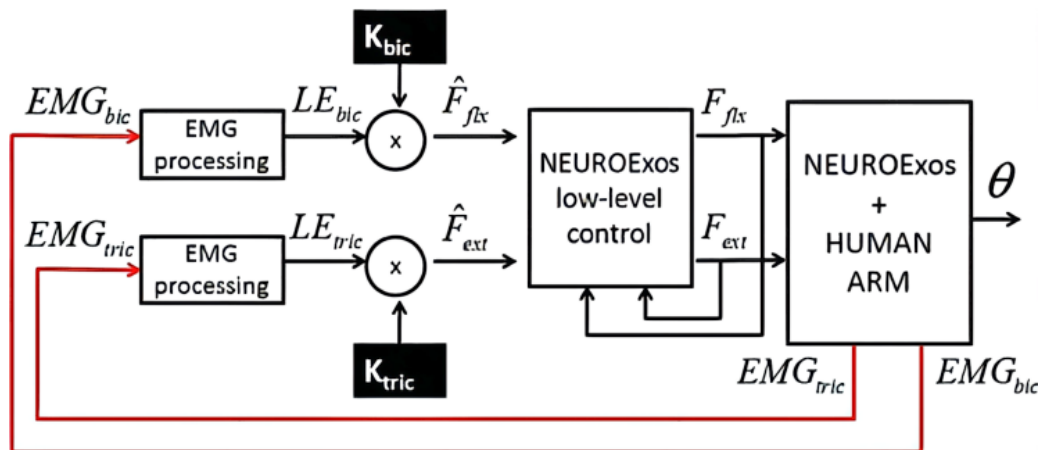 K_bic
EMG_bic
EMG
processing
LE_bic
x
F̂_flx
NEUROExos
low-level
control
F_flx
NEUROExos
+
HUMAN
ARM
θ
EMG_tric
EMG
processing
LE_tric
x
F̂_ext
F_ext
K_tric
EMG_tric
EMG_bic